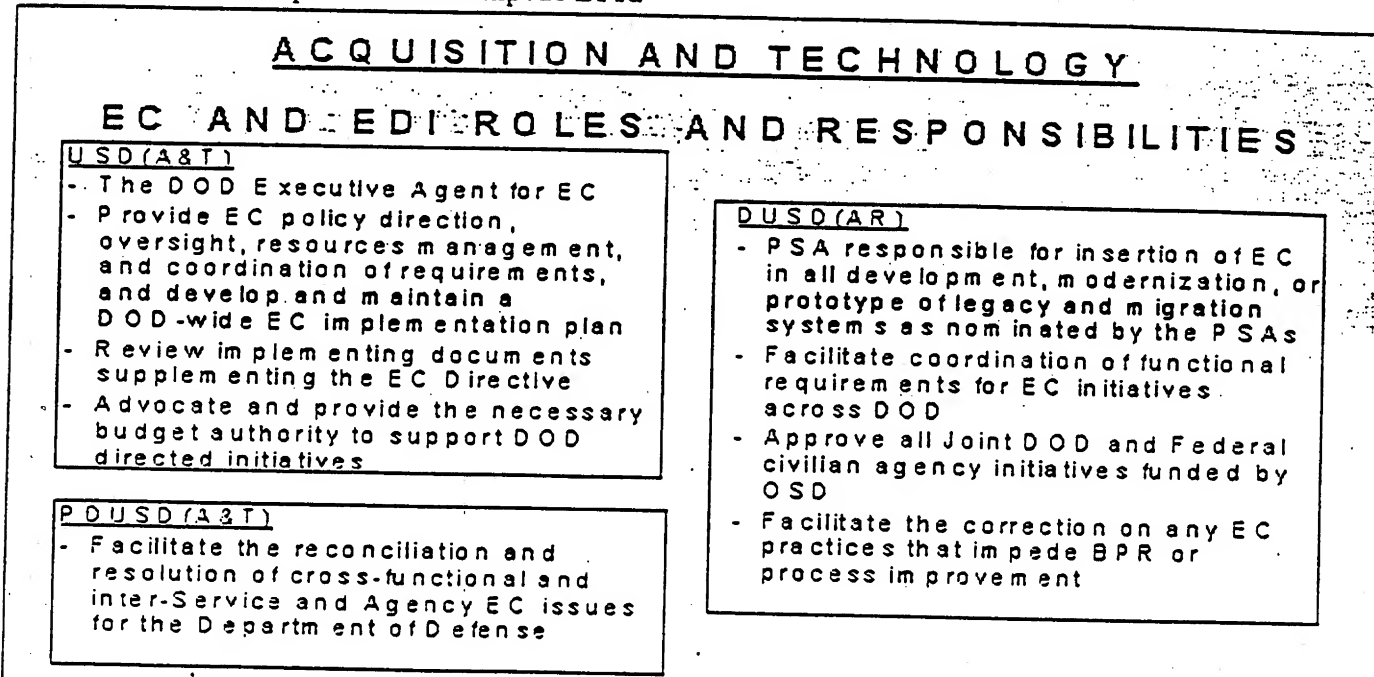 ACQUISITION AND TECHNOLOGY
EC AND EDI ROLES AND RESPONSIBILITIES
USD(A&T)
- The DOD Executive Agent for EC
- Provide EC policy direction,
oversight, resources management,
and coordination of requirements,
and develop and maintain a
DOD-wide EC implementation plan
- Review implementing documents
supplementing the EC Directive
- Advocate and provide the necessary
budget authority to support DOD
directed initiatives
PDUSD(A&T)
- Facilitate the reconciliation and
resolution of cross-functional and
inter-Service and Agency EC issues
for the Department of Defense
DUSD(AR)
- PSA responsible for insertion of EC
in all development, modernization, or
prototype of legacy and migration
systems as nominated by the PSAs
- Facilitate coordination of functional
requirements for EC initiatives
across DOD
- Approve all Joint DOD and Federal
civilian agency initiatives funded by
OSD
- Facilitate the correction on any EC
practices that impede BPR or
process improvement